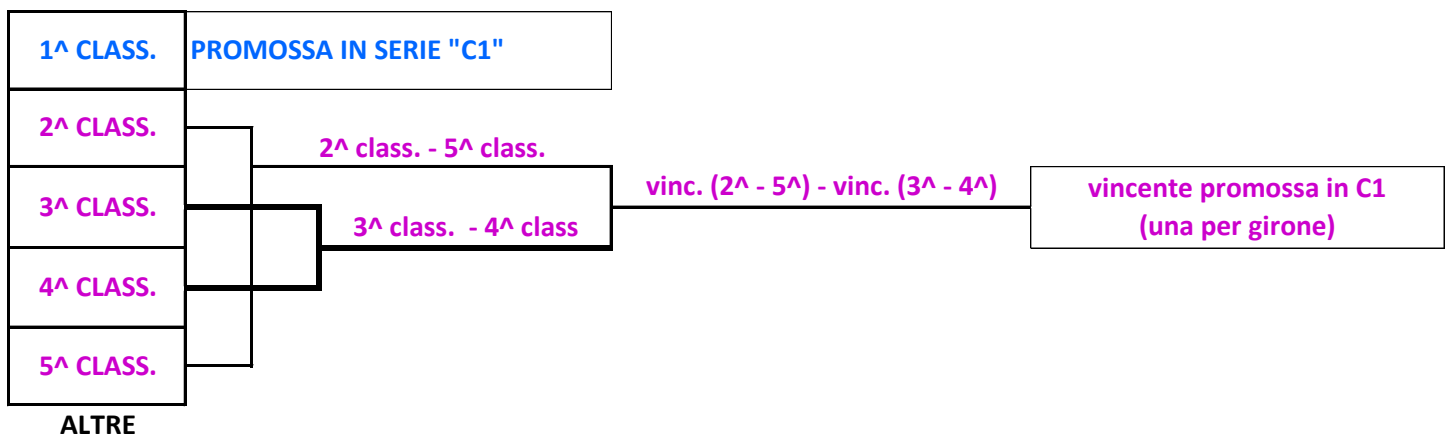 1^ CLASS.
PROMOSSA IN SERIE "C1"
2^ CLASS.
2^ class. - 5^ class.
3^ CLASS.
vinc. (2^ - 5^) - vinc. (3^ - 4^)
vincente promossa in C1
(una per girone)
3^ class.  - 4^ class
4^ CLASS.
5^ CLASS.
ALTRE